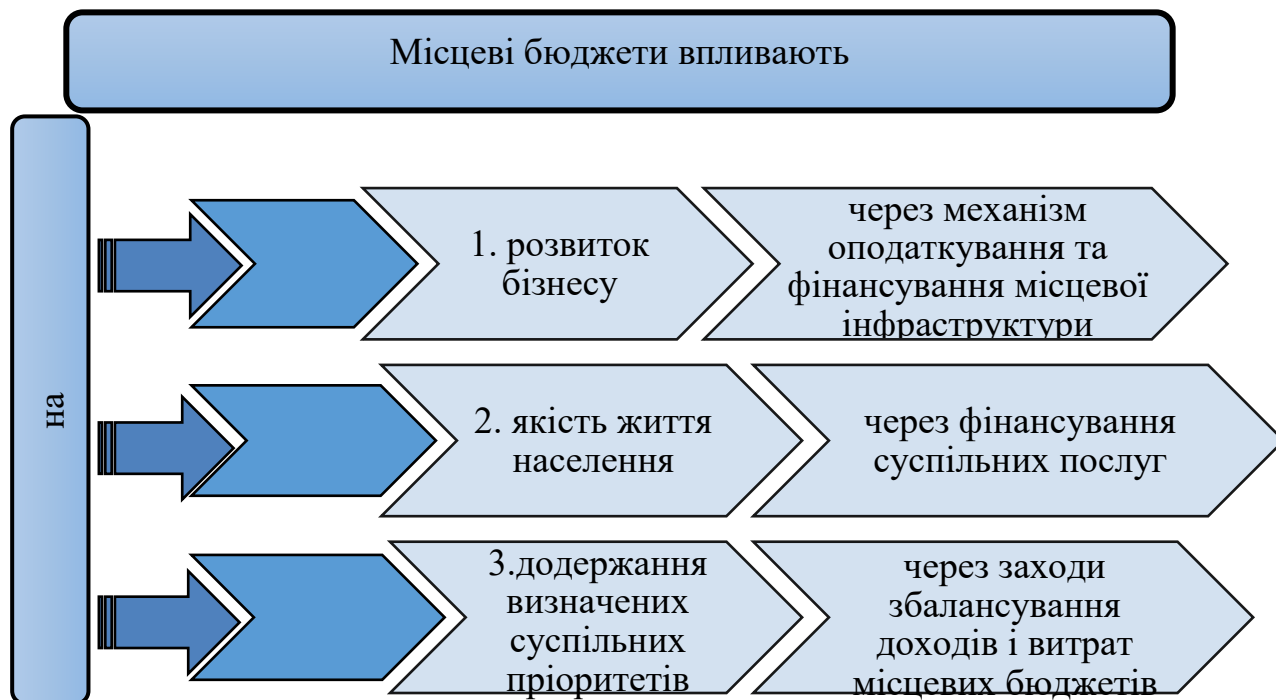 Місцеві бюджети впливають
на
1. розвиток
бізнесу
через механізм
оподаткування та
фінансування місцевої
інфраструктури
2. якість життя
населення
через фінансування
суспільних послуг
3.додержання
визначених
суспільних
пріоритетів
через заходи
збалансування
доходів і витрат
місцевих бюджетів